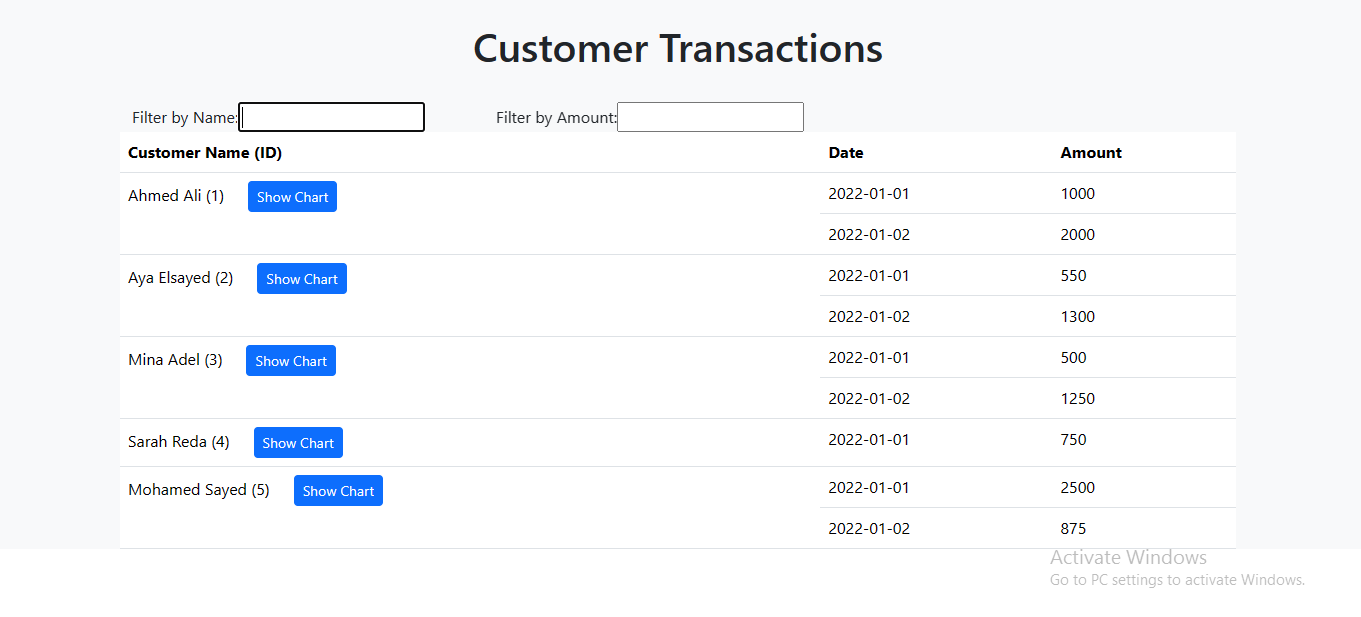 Customer Transactions
Filter by Name: Filter by Amount:
Customer Name (ID) Date Amount
Ahmed Ali (1) Show Chart 2022-01-01 1000
2022-01-02 2000
Aya Elsayed (2) Show Chart 2022-01-01 550
2022-01-02 1300
Mina Adel (3) Show Chart 2022-01-01 500
2022-01-02 1250
Sarah Reda (4) Show Chart 2022-01-01 750
Mohamed Sayed (5) Show Chart 2022-01-01 2500
2022-01-02 875
Activate Windows
Go to PC settings to activate Windows.